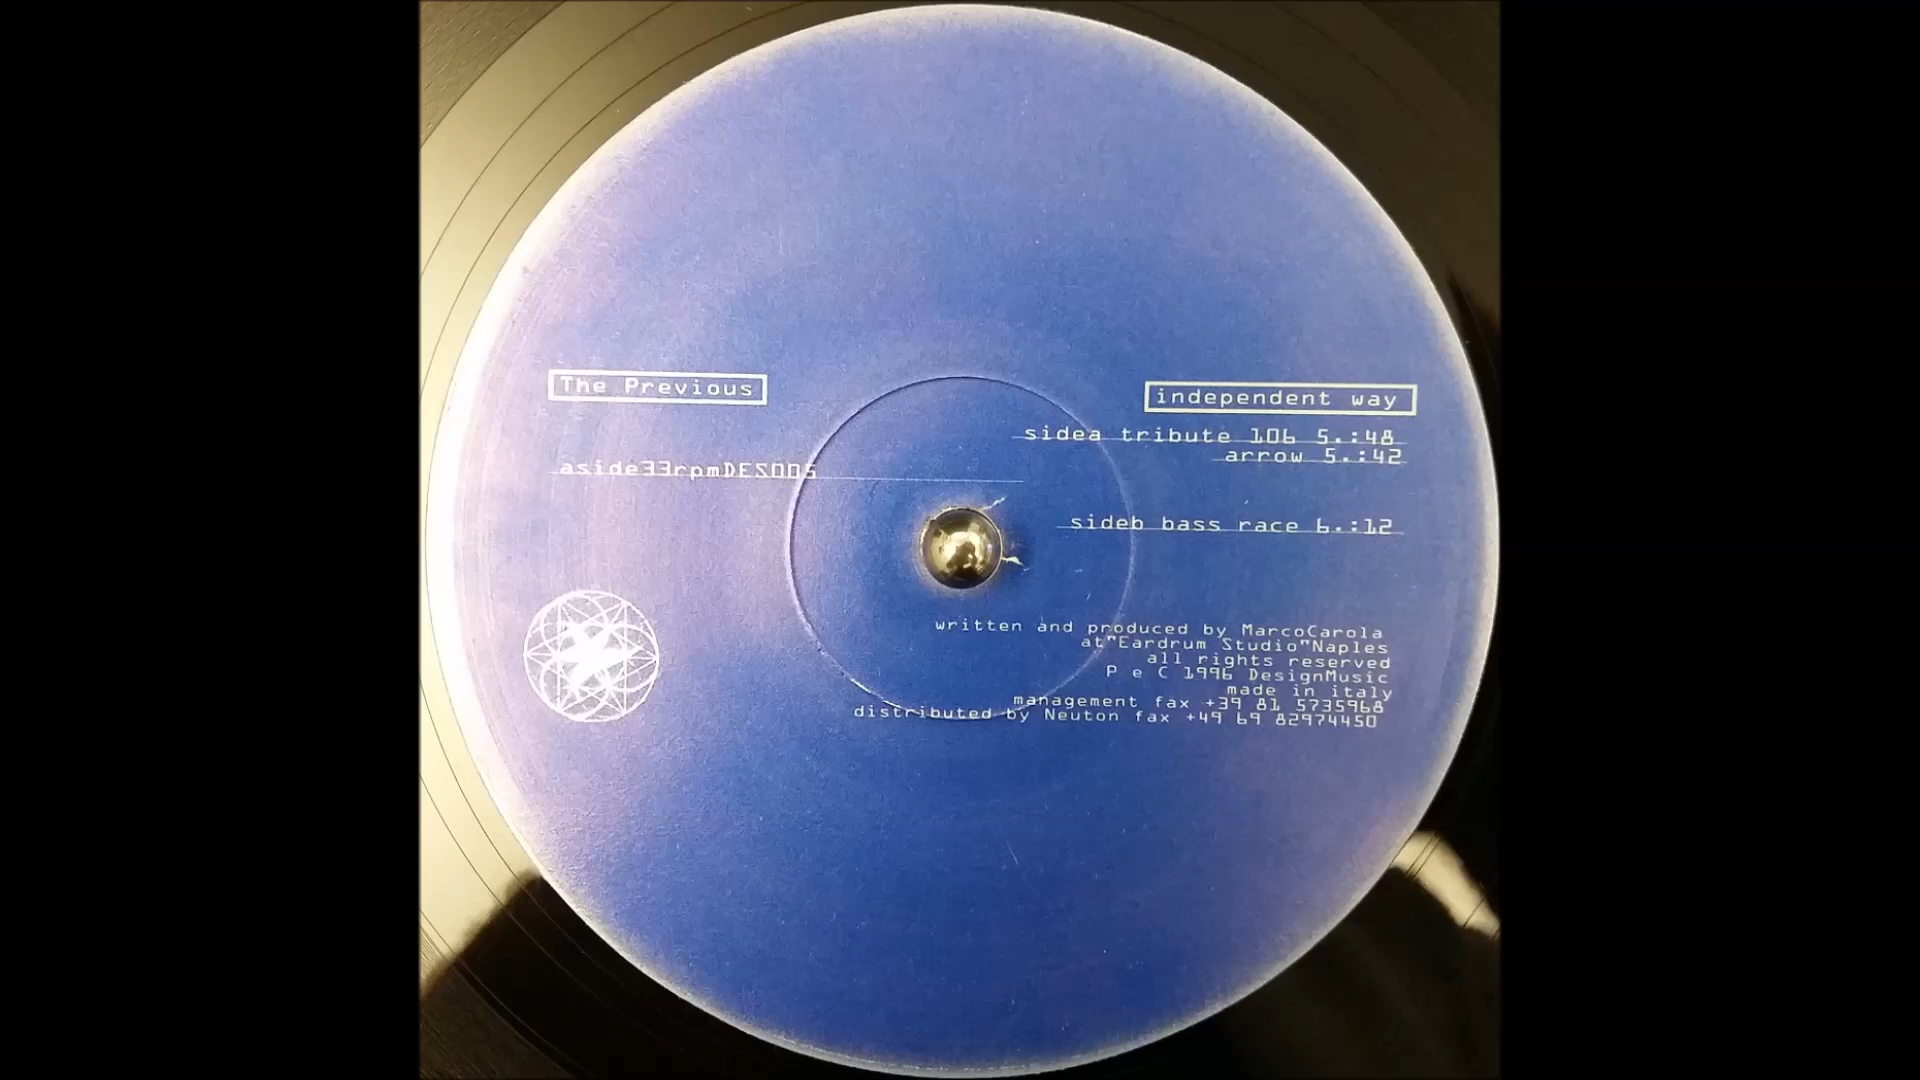 The Previous
independent way
sidea tribute 106 5.:48
arrow 5.:42
aside33rpmDES005
sideb bass race 6.:12
written and produced by MarcoCarola
at"Eardrum Studio"Naples
all rights reserved
P e C 1996 DesignMusic
made in italy
management fax +39 81 5735968
distributed by Neuton fax +49 69 82974450